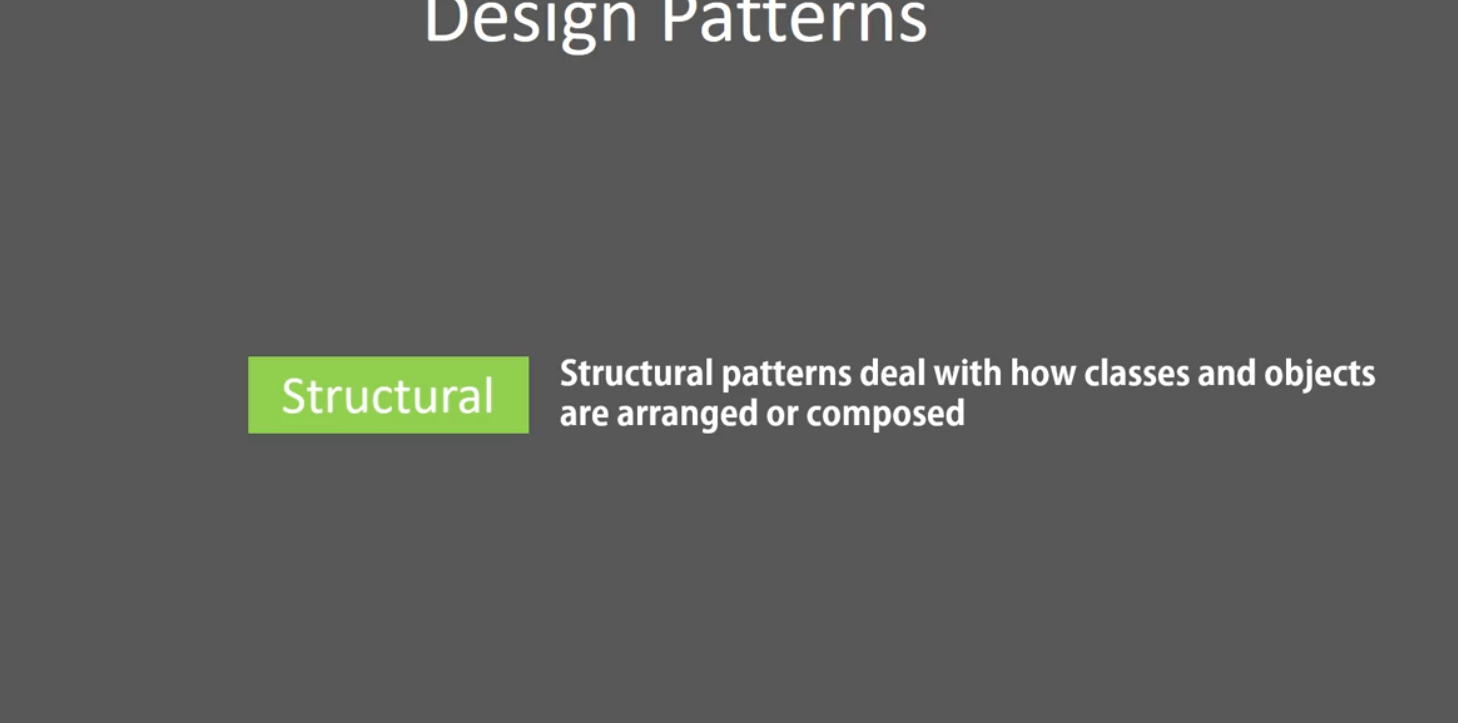 Design Patterns
Structural
Structural patterns deal with how classes and objects
are arranged or composed